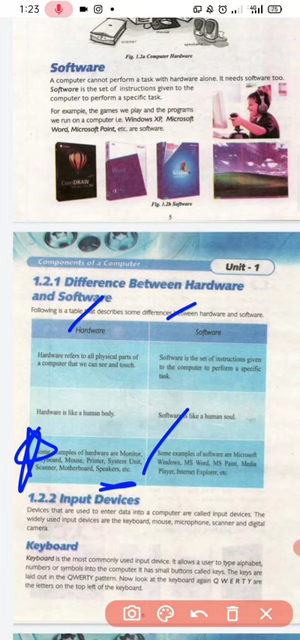 1:23
75
speaker
Fig. 1.2a Computer Hardware
Software
A computer cannot perform a task with hardware alone. It needs software too.
Software is the set of instructions given to the
computer to perform a specific task.
For example, the games we play and the programs
we run on a computer i.e. Windows XP, Microsoft
Word, Microsoft Paint, etc. are software.
CorelDRAW
Fig. 1.2b Software
5
Components of a Computer
Unit - 1
1.2.1 Difference Between Hardware
and Software
Following is a table that describes some differences between hardware and software.
Hardware
Software
Hardware refers to all physical parts of
a computer that we can see and touch.
Software is the set of instructions given
to the computer to perform a specific
task.
Hardware is like a human body.
Software is like a human soul.
Some examples of hardware are Monitor,
Keyboard, Mouse, Printer, System Unit,
Scanner, Motherboard, Speakers, etc.
Some examples of software are Microsoft
Windows, MS Word, MS Paint, Media
Player, Internet Explorer, etc.
1.2.2 Input Devices
Devices that are used to enter data into a computer are called input devices. The
widely used input devices are the keyboard, mouse, microphone, scanner and digital
camera.
Keyboard
Keyboard is the most commonly used input device. It allows a user to type alphabet,
numbers or symbols into the computer. It has small buttons called keys. The keys are
laid out in the QWERTY pattern. Now look at the keyboard again Q W E R T Y are
the letters on the top left of the keyboard.